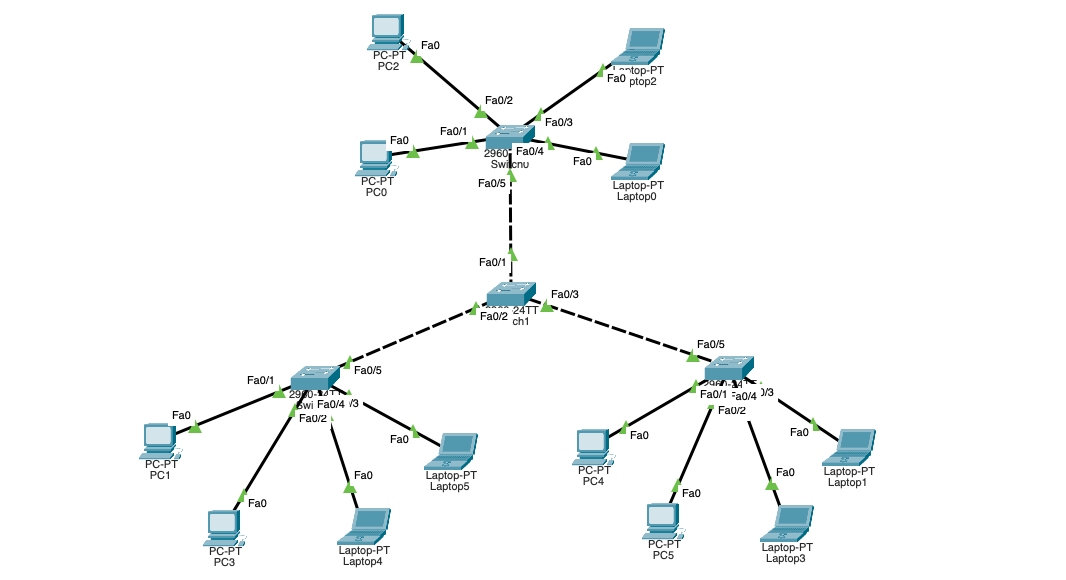 PC-PT
PC2
Fa0
Laptop-PT
ptop2
Fa0
Fa0/2
Fa0/3
Fa0/1
Fa0/4
2960
Fa0
PC-PT
PC0
Fa0
Laptop-PT
Laptop0
Fa0/5
Fa0/1
Fa0/3
Fa0/2
24TT
ch1
Fa0/5
Fa0/5
Fa0/1
Fa0/4
/3
Fa0/2
Fa0/1
Fa0/4
/3
Fa0/2
Fa0
PC-PT
PC1
Fa0
Laptop-PT
Laptop5
Fa0
PC-PT
PC3
Fa0
Laptop-PT
Laptop4
Fa0
PC-PT
PC4
Fa0
Laptop-PT
Laptop1
Fa0
PC-PT
PC5
Fa0
Laptop-PT
Laptop3